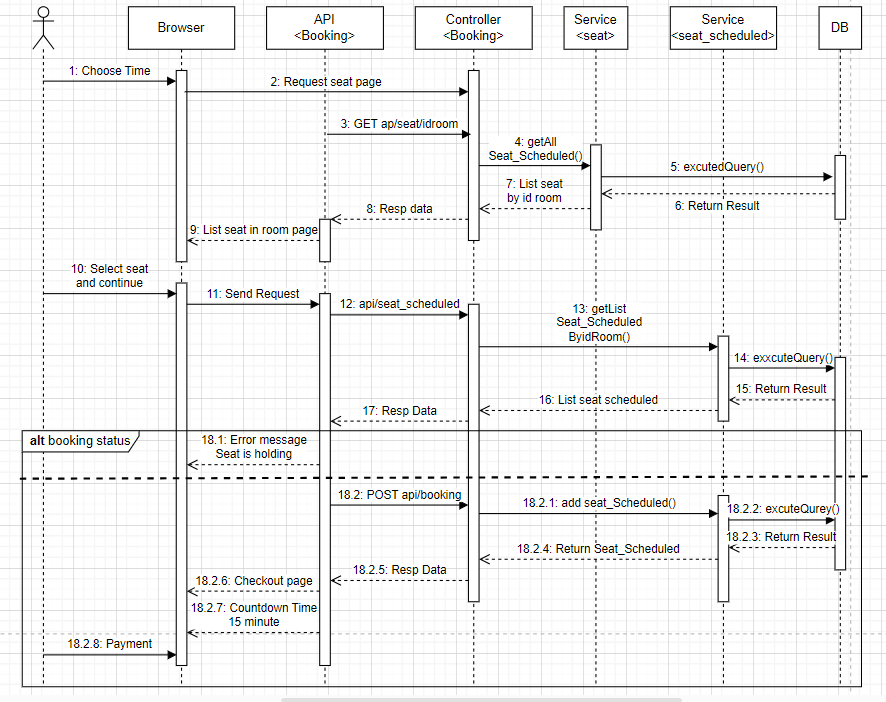 Browser
API
<Booking>
Controller
<Booking>
Service
<seat>
Service
<seat_scheduled>
DB
1: Choose Time
2: Request seat page
3: GET ap/seat/idroom
4: getAll
Seat_Scheduled()
5: excutedQuery()
6: Return Result
7: List seat
by id room
8: Resp data
9: List seat in room page
10: Select seat
and continue
11: Send Request
12: api/seat_scheduled
13: getList
Seat_Scheduled
ByidRoom()
14: exxcuteQuery()
15: Return Result
16: List seat scheduled
17: Resp Data
alt booking status
18.1: Error message
Seat is holding
18.2: POST api/booking
18.2.1: add seat_Scheduled()
18.2.2: excuteQurey()
18.2.3: Return Result
18.2.4: Return Seat_Scheduled
18.2.5: Resp Data
18.2.6: Checkout page
18.2.7: Countdown Time
15 minute
18.2.8: Payment